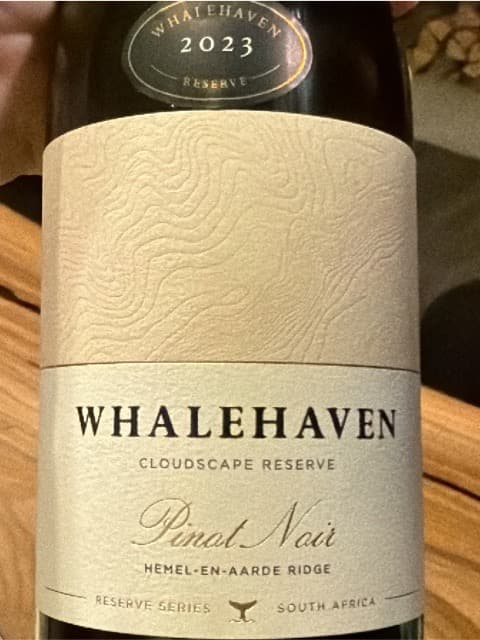 WHALEHAVEN
2023
RESERVE
WHALEHAVEN
CLOUDSCAPE RESERVE
Pinot Noir
HEMEL-EN-AARDE RIDGE
RESERVE SERIES SOUTH AFRICA